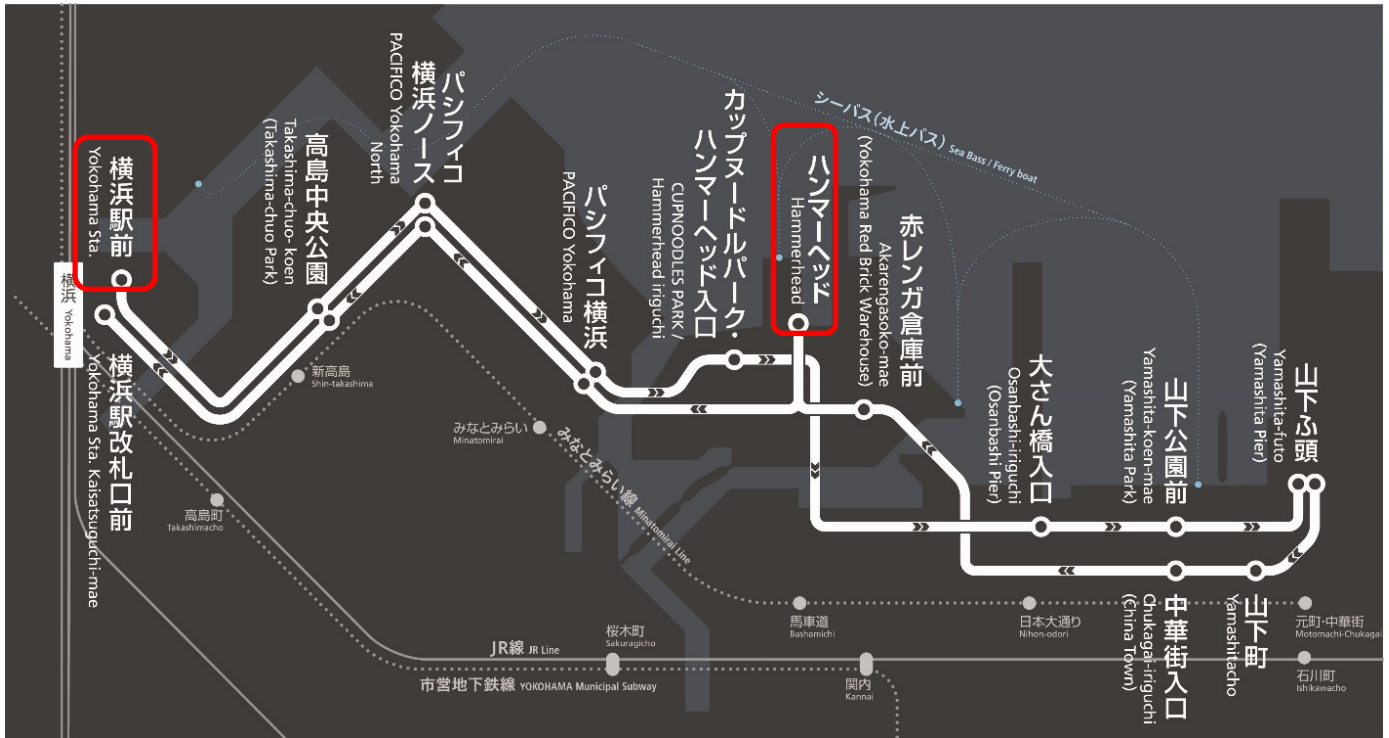 横浜駅前
Yokohama Sta.
横浜 Yokohama
横浜駅改札口前
Yokohama Sta. Kaisatsuguchi-mae
高島中央公園
Takashima-chuo- koen
(Takashima-chuo Park)
新高島
Shin-takashima
高島町
Takashimacho
パシフィコ
横浜ノース
PACIFICO Yokohama
North
パシフィコ横浜
PACIFICO Yokohama
みなとみらい
Minatomirai
みなとみらい線 Minatomirai Line
カップヌードルパーク・
ハンマーヘッド入口
CUPNOODLES PARK /
Hammerhead iriguchi
ハンマーヘッド
Hammerhead
シーバス(水上バス) Sea Bass / Ferry boat
赤レンガ倉庫前
Akarengasoko-mae
(Yokohama Red Brick Warehouse)
大さん橋入口
Osanbashi-iriguchi
(Osanbashi Pier)
山下公園前
Yamashita-koen-mae
(Yamashita Park)
山下ふ頭
Yamashita-futo
(Yamashita Pier)
中華街入口
Chukagai-iriguchi
(China Town)
山下町
Yamashitacho
馬車道
Bashamichi
日本大通り
Nihon-odori
元町・中華街
Motomachi-Chukagai
JR線 JR Line
桜木町
Sakuragicho
市営地下鉄線 YOKOHAMA Municipal Subway
関内
Kannai
石川町
Ishikawacho